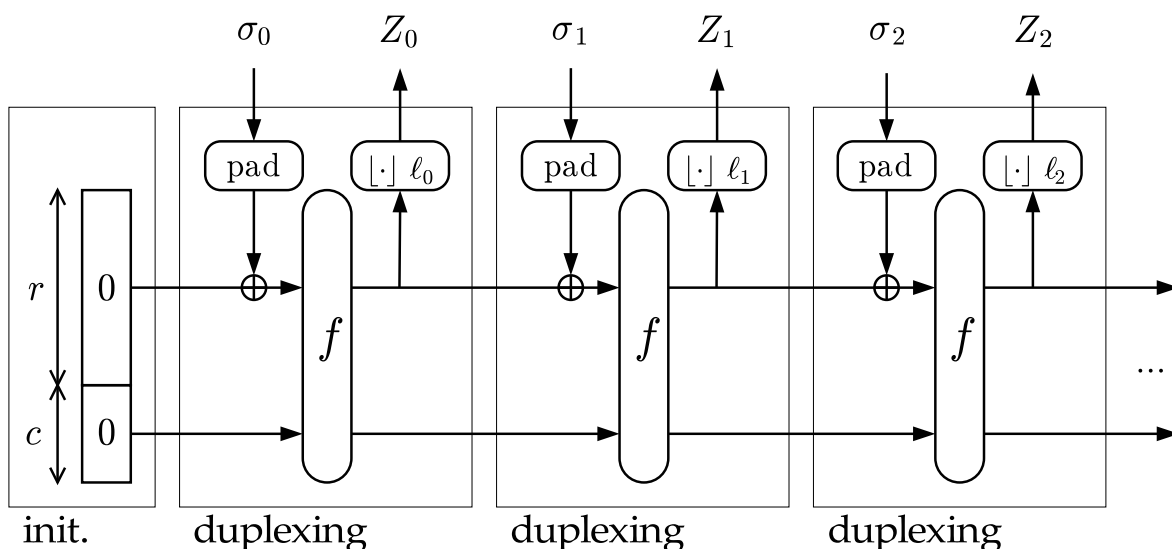 σ₀ Z₀ σ₁ Z₁ σ₂ Z₂
pad ⌊·⌋ ℓ₀ pad ⌊·⌋ ℓ₁ pad ⌊·⌋ ℓ₂
r 0
f f f
...
c 0
init. duplexing duplexing duplexing